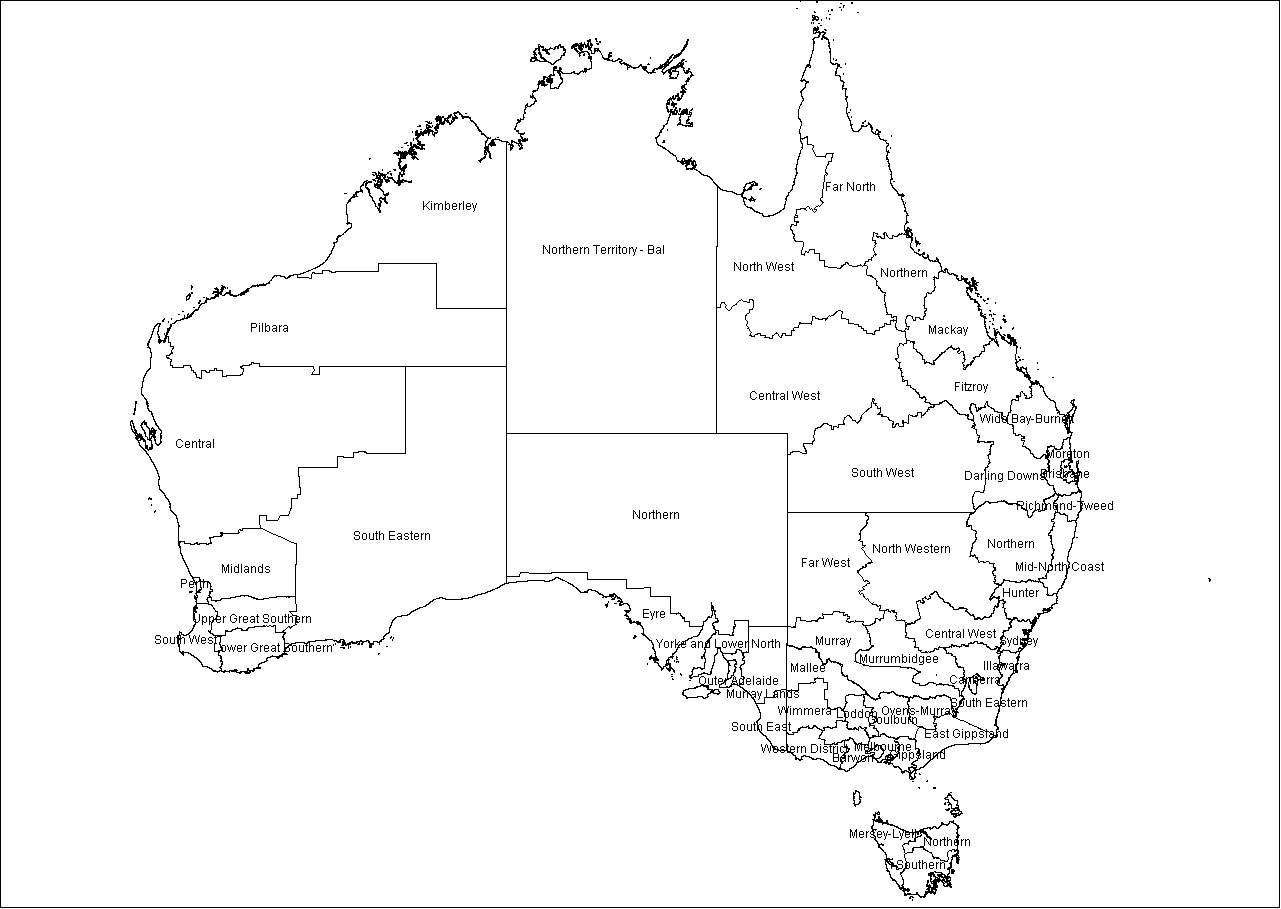 Far North
Kimberley
Northern Territory - Bal
North West
Northern
Pilbara
Mackay
Fitzroy
Central West
Wide Bay-Burnett
Central
Moreton
South West
Darling Downs
Brisbane
Richmond-Tweed
Northern
South Eastern
North Western
Northern
Far West
Midlands
Mid-North Coast
Perth
Hunter
Eyre
Upper Great Southern
Central West
South West
Murray
Sydney
Yorke and Lower North
Lower Great Southern
Murrumbidgee
Mallee
Illawarra
Outer Adelaide
Canberra
Murray Lands
South Eastern
Wimmera
Loddon
Ovens-Murray
Goulburn
South East
East Gippsland
Western District
Melbourne
Gippsland
Barwon
Mersey-Lyell
Northern
Southern